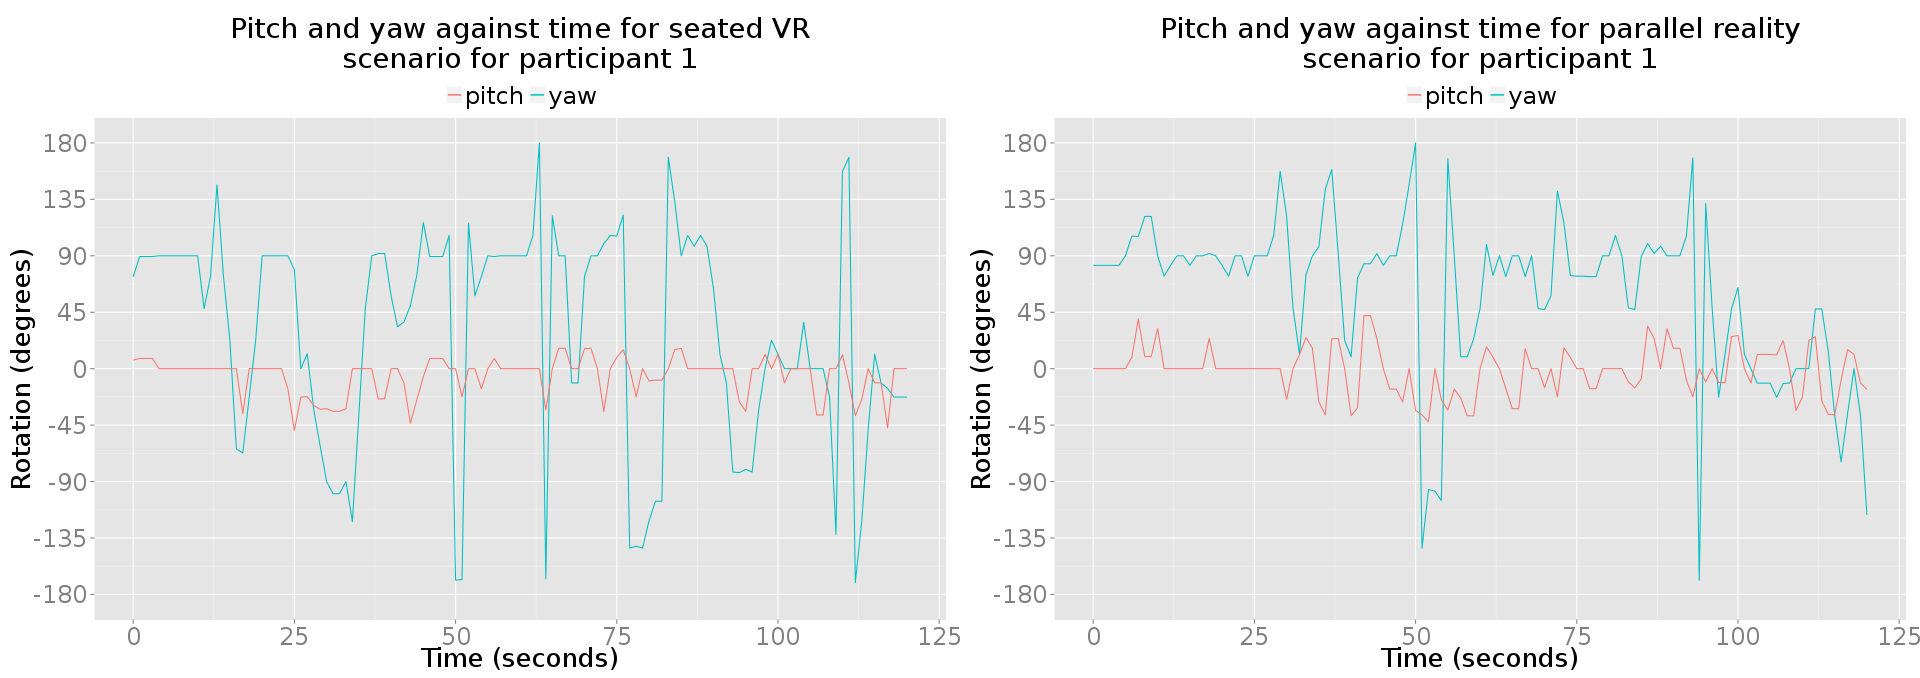 Pitch and yaw against time for seated VR
scenario for participant 1
pitch yaw
180
135
90
45
0
-45
-90
-135
-180
Rotation (degrees)
0 25 50 75 100 125
Time (seconds)
Pitch and yaw against time for parallel reality
scenario for participant 1
pitch yaw
180
135
90
45
0
-45
-90
-135
-180
Rotation (degrees)
0 25 50 75 100 125
Time (seconds)